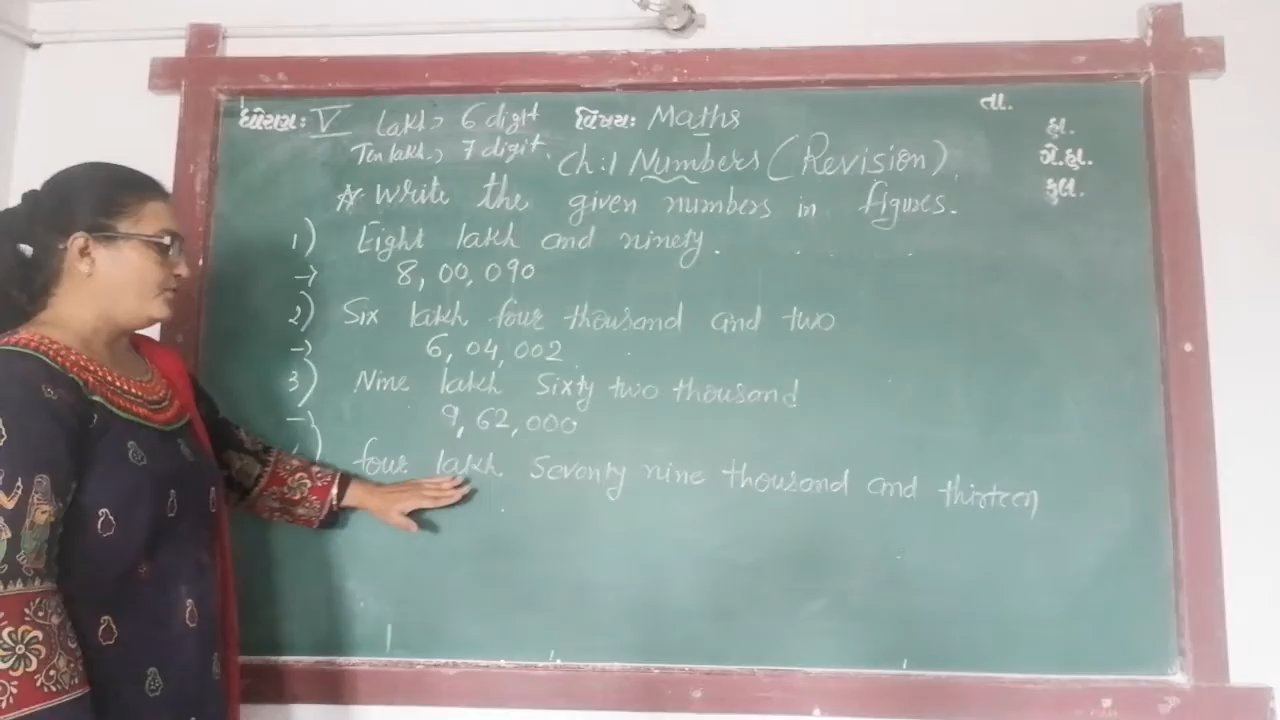 ધોરણ: V Lakh → 6 digit વિષય: Maths તા.
Ten lakh → 7 digit. હા.
Ch:1 Numbers (Revision). ગે.હા.
* Write the given numbers in figures. કુલ.
1) Eight lakh and ninety.
→ 8,00,090
2) Six lakh four thousand and two
→ 6,04,002
3) Nine lakh Sixty two thousand
→ 9,62,000
four lakh Seventy nine thousand and thirteen